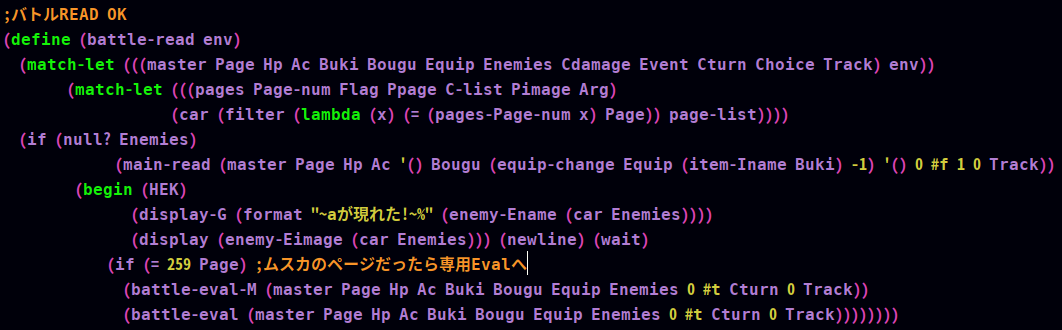 ;バトルREAD OK
(define (battle-read env)
(match-let (((master Page Hp Ac Buki Bougu Equip Enemies Cdamage Event Cturn Choice Track) env))
(match-let (((pages Page-num Flag Ppage C-list Pimage Arg)
(car (filter (lambda (x) (= (pages-Page-num x) Page)) page-list))))
(if (null? Enemies)
(main-read (master Page Hp Ac '() Bougu (equip-change Equip (item-Iname Buki) -1) '() 0 #f 1 0 Track))
(begin (HEK)
(display-G (format "~aが現れた!~%" (enemy-Ename (car Enemies))))
(display (enemy-Eimage (car Enemies))) (newline) (wait)
(if (= 259 Page) ;ムスカのページだったら専用Evalへ
(battle-eval-M (master Page Hp Ac Buki Bougu Equip Enemies 0 #t Cturn 0 Track))
(battle-eval (master Page Hp Ac Buki Bougu Equip Enemies 0 #t Cturn 0 Track))))))))